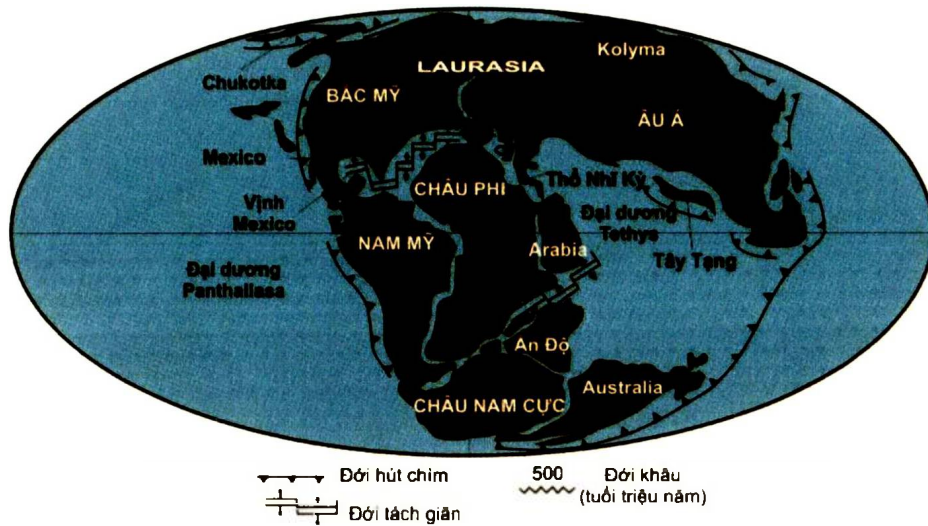 Kolyma
LAURASIA
Chukotka
BẮC MỸ
ÂU Á
Mexico
CHÂU PHI
Thổ Nhĩ Kỳ
Vịnh
Mexico
Đại dương
Tethys
NAM MỸ
Arabia
Tây Tạng
Đại dương
Panthallasa
Ấn Độ
Australia
CHÂU NAM CỰC
Đới hút chìm
500
Đới khâu
(tuổi triệu năm)
Đới tách giãn